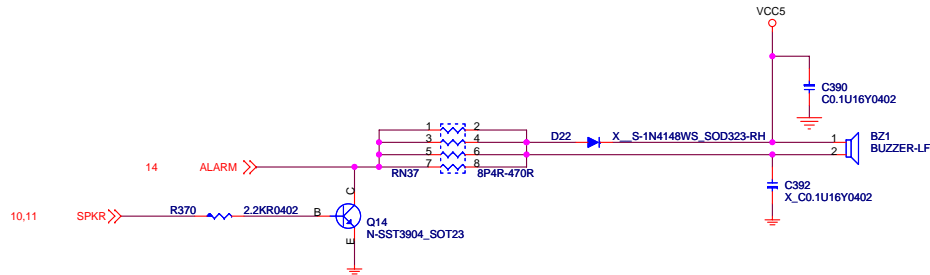 VCC5
C390
C0.1U16Y0402
1 2
3 4
5 6
7 8
D22 X__S-1N4148WS_SOD323-RH
1
2
BZ1
BUZZER-LF
14 ALARM
RN37 8P4R-470R
C392
X_C0.1U16Y0402
C
10,11 SPKR
R370 2.2KR0402
B
Q14
N-SST3904_SOT23
E